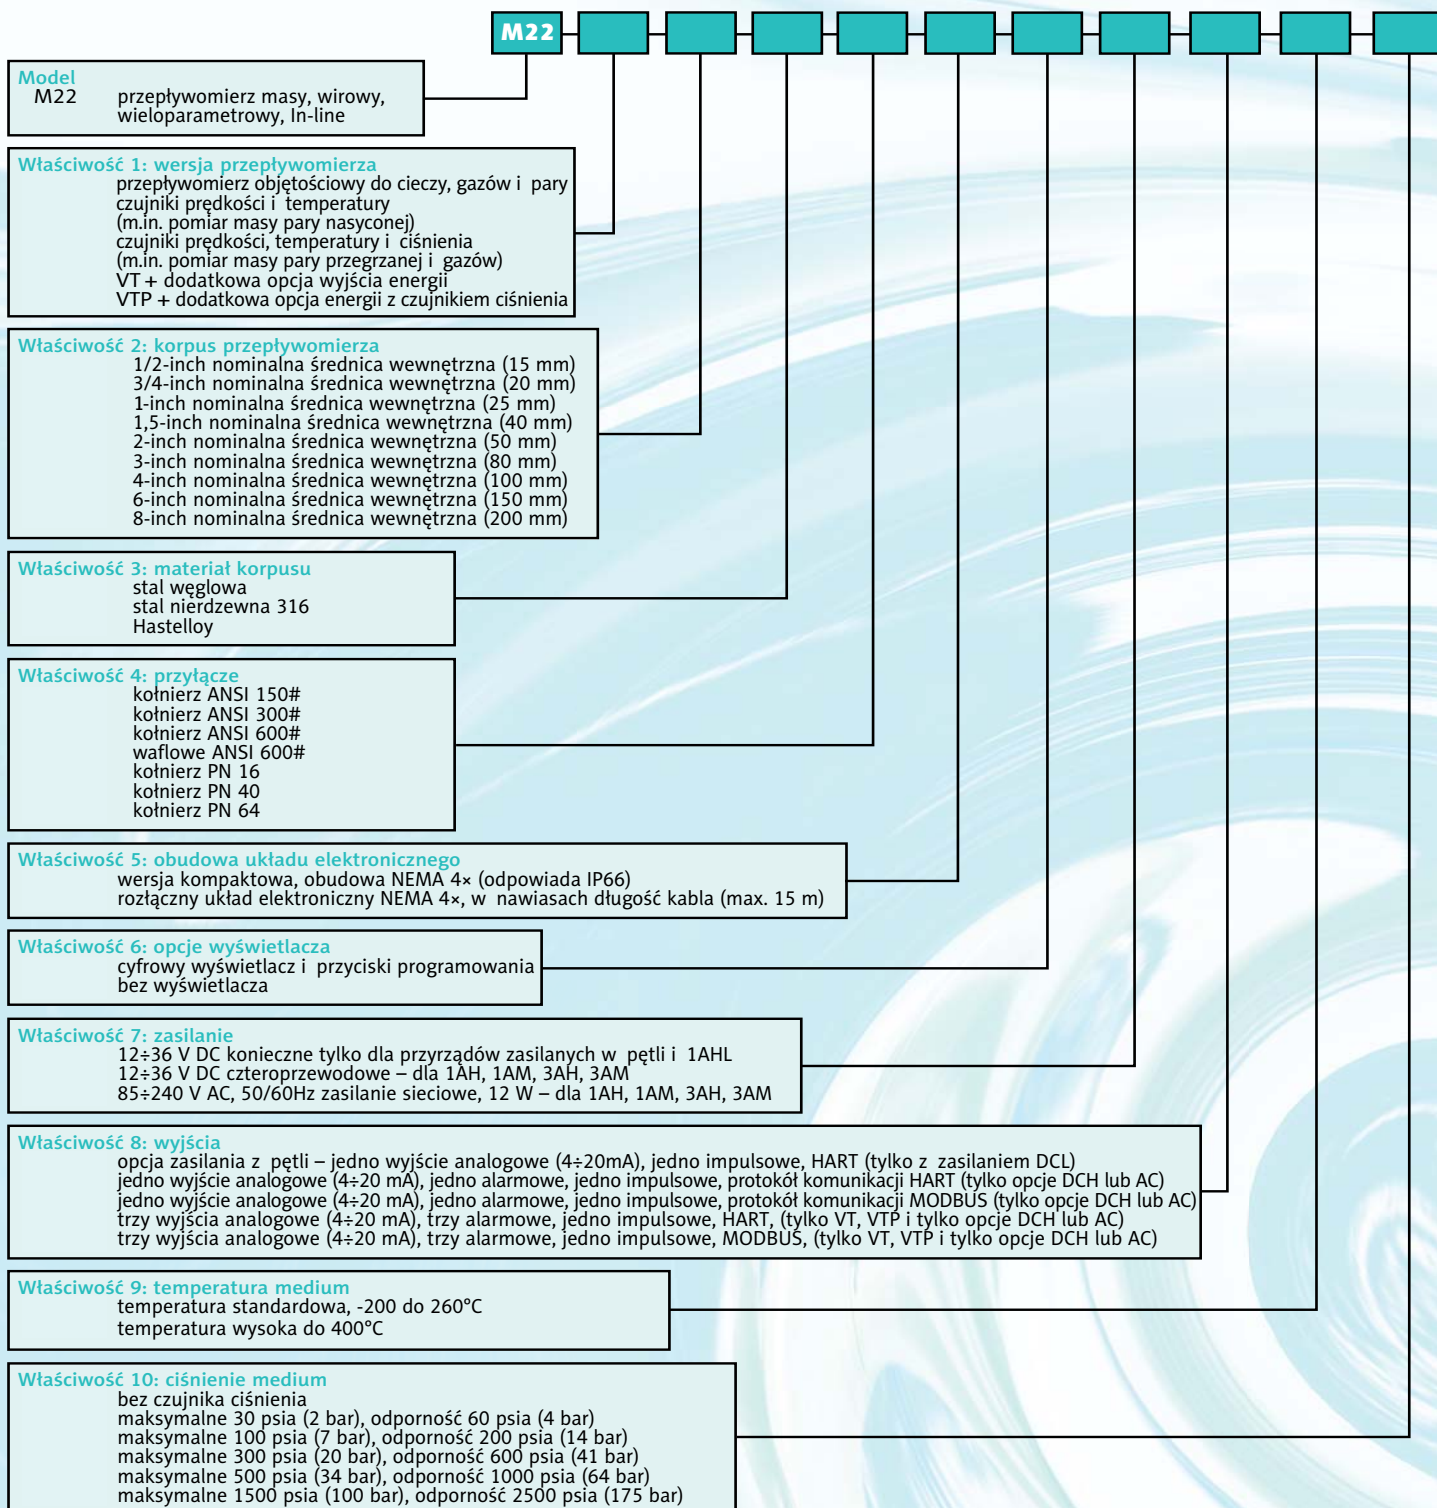 M22
Model
M22 przepływomierz masy, wirowy,
wieloparametrowy, In-line
Właściwość 1: wersja przepływomierza
przepływomierz objętościowy do cieczy, gazów i pary
czujniki prędkości i temperatury
(m.in. pomiar masy pary nasyconej)
czujniki prędkości, temperatury i ciśnienia
(m.in. pomiar masy pary przegrzanej i gazów)
VT + dodatkowa opcja wyjścia energii
VTP + dodatkowa opcja energii z czujnikiem ciśnienia
Właściwość 2: korpus przepływomierza
1/2-inch nominalna średnica wewnętrzna (15 mm)
3/4-inch nominalna średnica wewnętrzna (20 mm)
1-inch nominalna średnica wewnętrzna (25 mm)
1,5-inch nominalna średnica wewnętrzna (40 mm)
2-inch nominalna średnica wewnętrzna (50 mm)
3-inch nominalna średnica wewnętrzna (80 mm)
4-inch nominalna średnica wewnętrzna (100 mm)
6-inch nominalna średnica wewnętrzna (150 mm)
8-inch nominalna średnica wewnętrzna (200 mm)
Właściwość 3: materiał korpusu
stal węglowa
stal nierdzewna 316
Hastelloy
Właściwość 4: przyłącze
kołnierz ANSI 150#
kołnierz ANSI 300#
kołnierz ANSI 600#
waflowe ANSI 600#
kołnierz PN 16
kołnierz PN 40
kołnierz PN 64
Właściwość 5: obudowa układu elektronicznego
wersja kompaktowa, obudowa NEMA 4× (odpowiada IP66)
rozłączny układ elektroniczny NEMA 4×, w nawiasach długość kabla (max. 15 m)
Właściwość 6: opcje wyświetlacza
cyfrowy wyświetlacz i przyciski programowania
bez wyświetlacza
Właściwość 7: zasilanie
12÷36 V DC konieczne tylko dla przyrządów zasilanych w pętli i 1AHL
12÷36 V DC czteroprzewodowe – dla 1AH, 1AM, 3AH, 3AM
85÷240 V AC, 50/60Hz zasilanie sieciowe, 12 W – dla 1AH, 1AM, 3AH, 3AM
Właściwość 8: wyjścia
opcja zasilania z pętli – jedno wyjście analogowe (4÷20mA), jedno impulsowe, HART (tylko z zasilaniem DCL)
jedno wyjście analogowe (4÷20 mA), jedno alarmowe, jedno impulsowe, protokół komunikacji HART (tylko opcje DCH lub AC)
jedno wyjście analogowe (4÷20 mA), jedno alarmowe, jedno impulsowe, protokół komunikacji MODBUS (tylko opcje DCH lub AC)
trzy wyjścia analogowe (4÷20 mA), trzy alarmowe, jedno impulsowe, HART, (tylko VT, VTP i tylko opcje DCH lub AC)
trzy wyjścia analogowe (4÷20 mA), trzy alarmowe, jedno impulsowe, MODBUS, (tylko VT, VTP i tylko opcje DCH lub AC)
Właściwość 9: temperatura medium
temperatura standardowa, -200 do 260°C
temperatura wysoka do 400°C
Właściwość 10: ciśnienie medium
bez czujnika ciśnienia
maksymalne 30 psia (2 bar), odporność 60 psia (4 bar)
maksymalne 100 psia (7 bar), odporność 200 psia (14 bar)
maksymalne 300 psia (20 bar), odporność 600 psia (41 bar)
maksymalne 500 psia (34 bar), odporność 1000 psia (64 bar)
maksymalne 1500 psia (100 bar), odporność 2500 psia (175 bar)